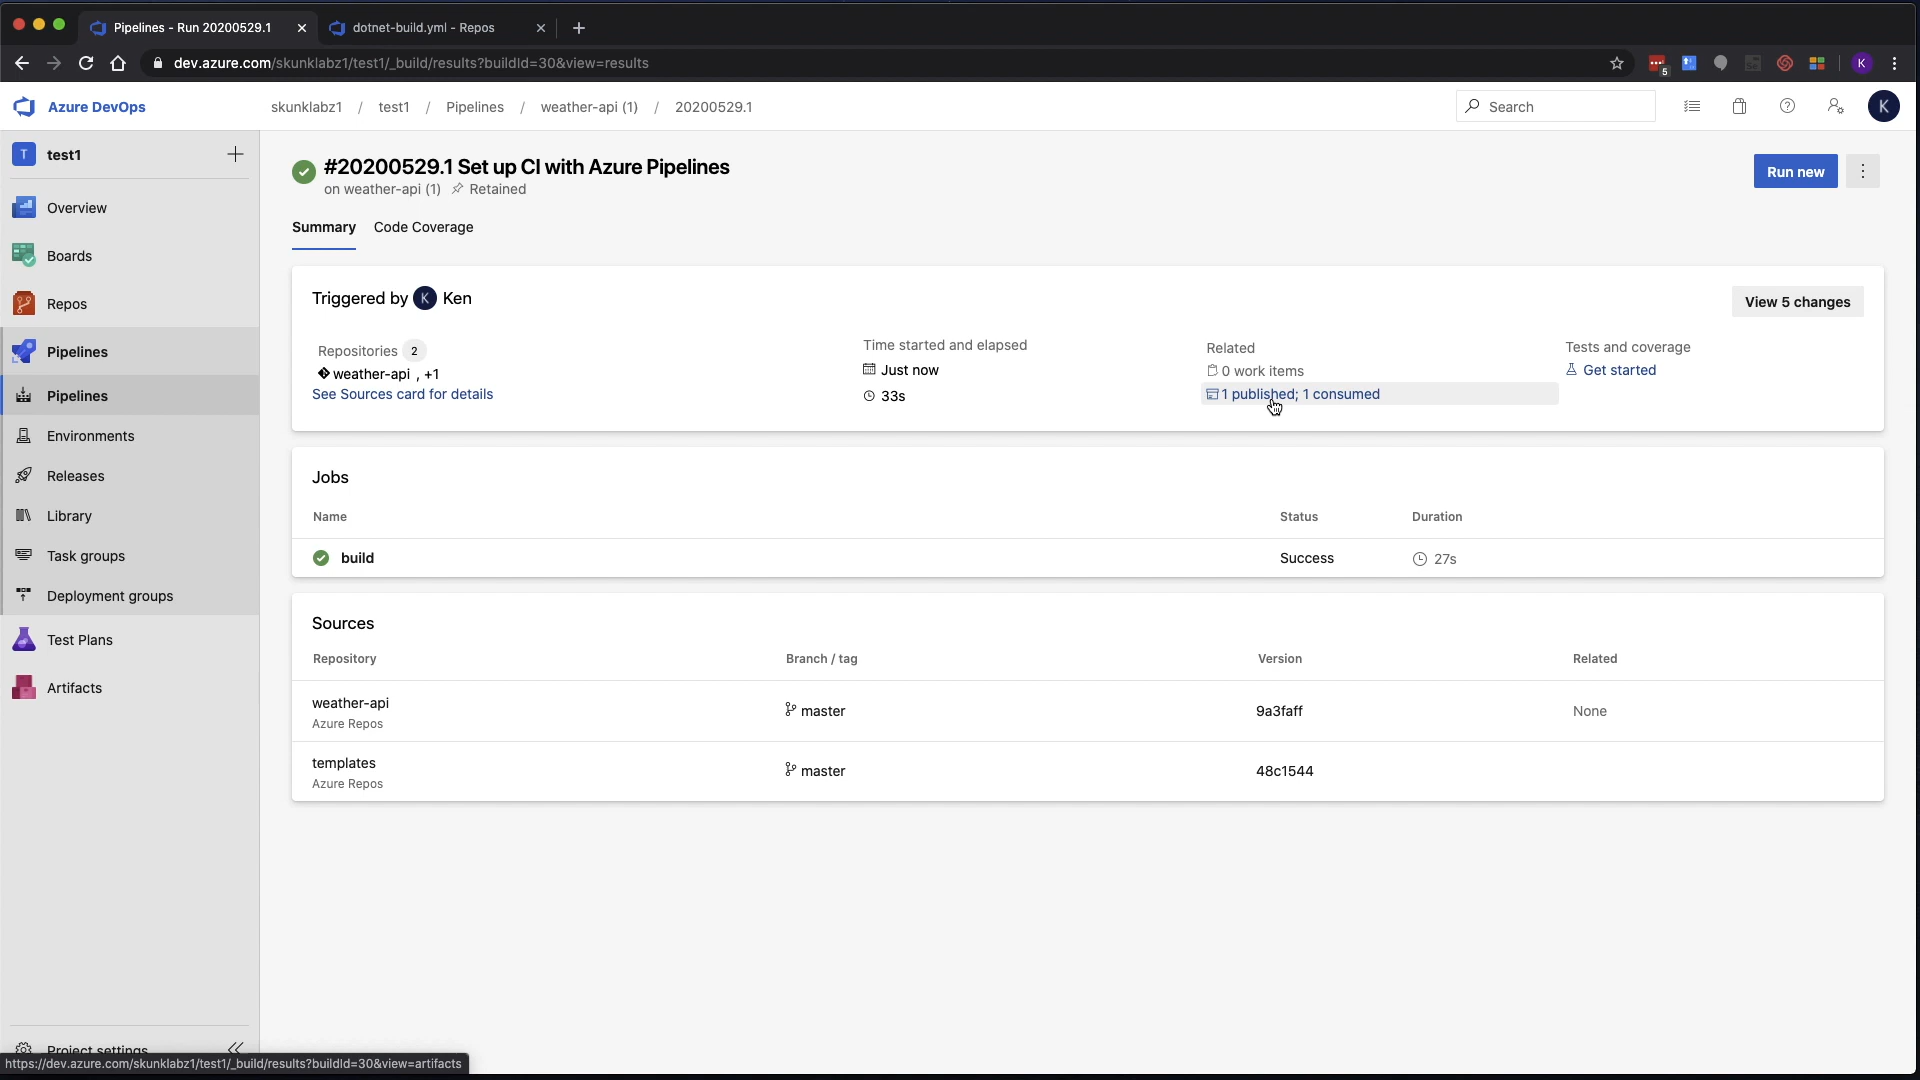 Pipelines - Run 20200529.1
dotnet-build.yml - Repos
dev.azure.com/skunklabz1/test1/_build/results?buildId=30&view=results
5
K
Azure DevOps
skunklabz1 / test1 / Pipelines / weather-api (1) / 20200529.1
Search
K
T test1
Overview
Boards
Repos
Pipelines
Pipelines
Environments
Releases
Library
Task groups
Deployment groups
Test Plans
Artifacts
Project settings
#20200529.1 Set up CI with Azure Pipelines
on weather-api (1) Retained
Run new
Summary Code Coverage
Triggered by K Ken
View 5 changes
Repositories 2
weather-api , +1
See Sources card for details
Time started and elapsed
Just now
33s
Related
0 work items
1 published; 1 consumed
Tests and coverage
Get started
Jobs
Name Status Duration
build Success 27s
Sources
Repository Branch / tag Version Related
weather-api master 9a3faff None
Azure Repos
templates master 48c1544
Azure Repos
https://dev.azure.com/skunklabz1/test1/_build/results?buildId=30&view=artifacts